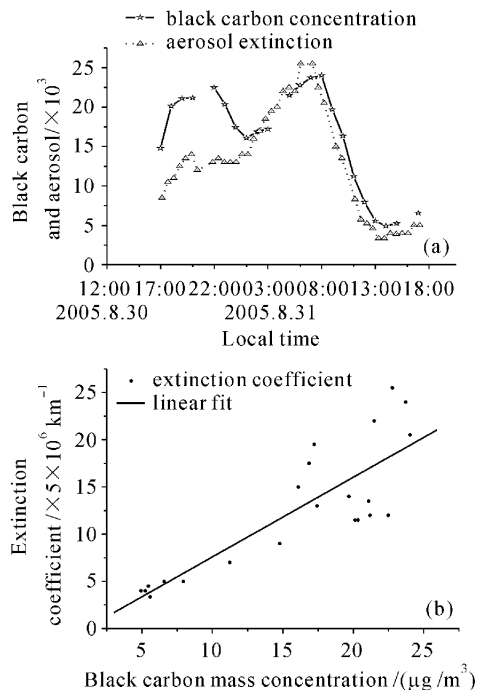 black carbon concentration
aerosol extinction
Black carbon
and aerosol/×10³
25
20
15
10
5
0
(a)
12:00 17:00 22:00 03:00 08:00 13:00 18:00
2005.8.30 2005.8.31
Local time
extinction coefficient
linear fit
Extinction
coefficient/×5×10⁶ km⁻¹
25
20
15
10
5
0
(b)
5 10 15 20 25
Black carbon mass concentration/(μg/m³)